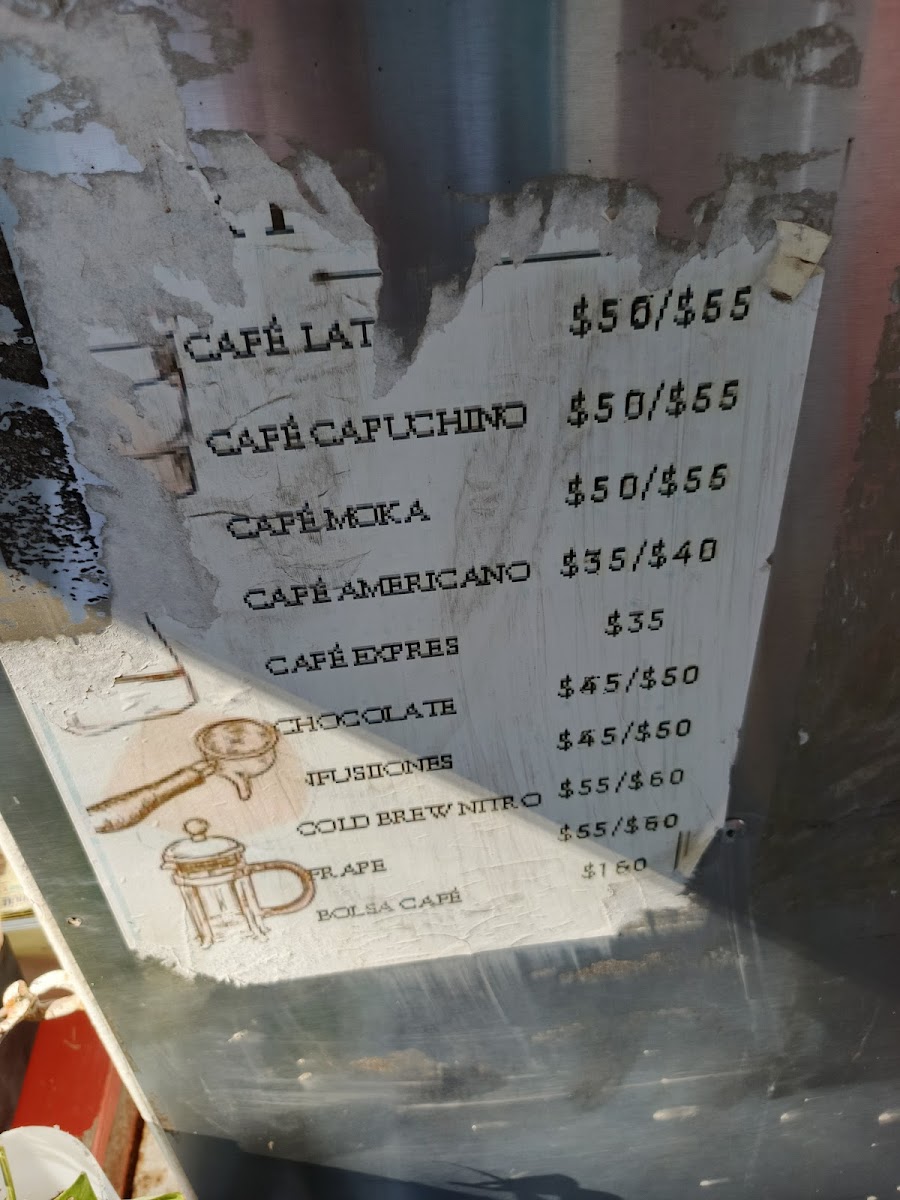 CAFÉ LAT $50/$55
CAFÉ CAPUCHINO $50/$55
CAFÉ MOKA $50/$55
CAFÉ AMERICANO $35/$40
CAFÉ EXPRES $35
CHOCOLATE $45/$50
NFUSIONES $45/$50
COLD BREW NITRO $55/$60
FRAPE $55/$60
BOLSA CAFÉ $160